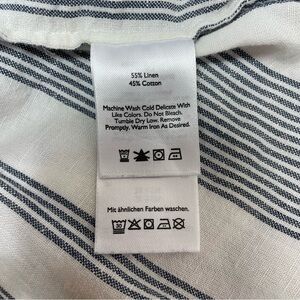 55% Linen
45% Cotton
Machine Wash Cold Delicate With
Like Colors. Do Not Bleach.
Tumble Dry Low. Remove
Promptly. Warm Iron As Desired.
Mit ähnlichen Farben waschen.